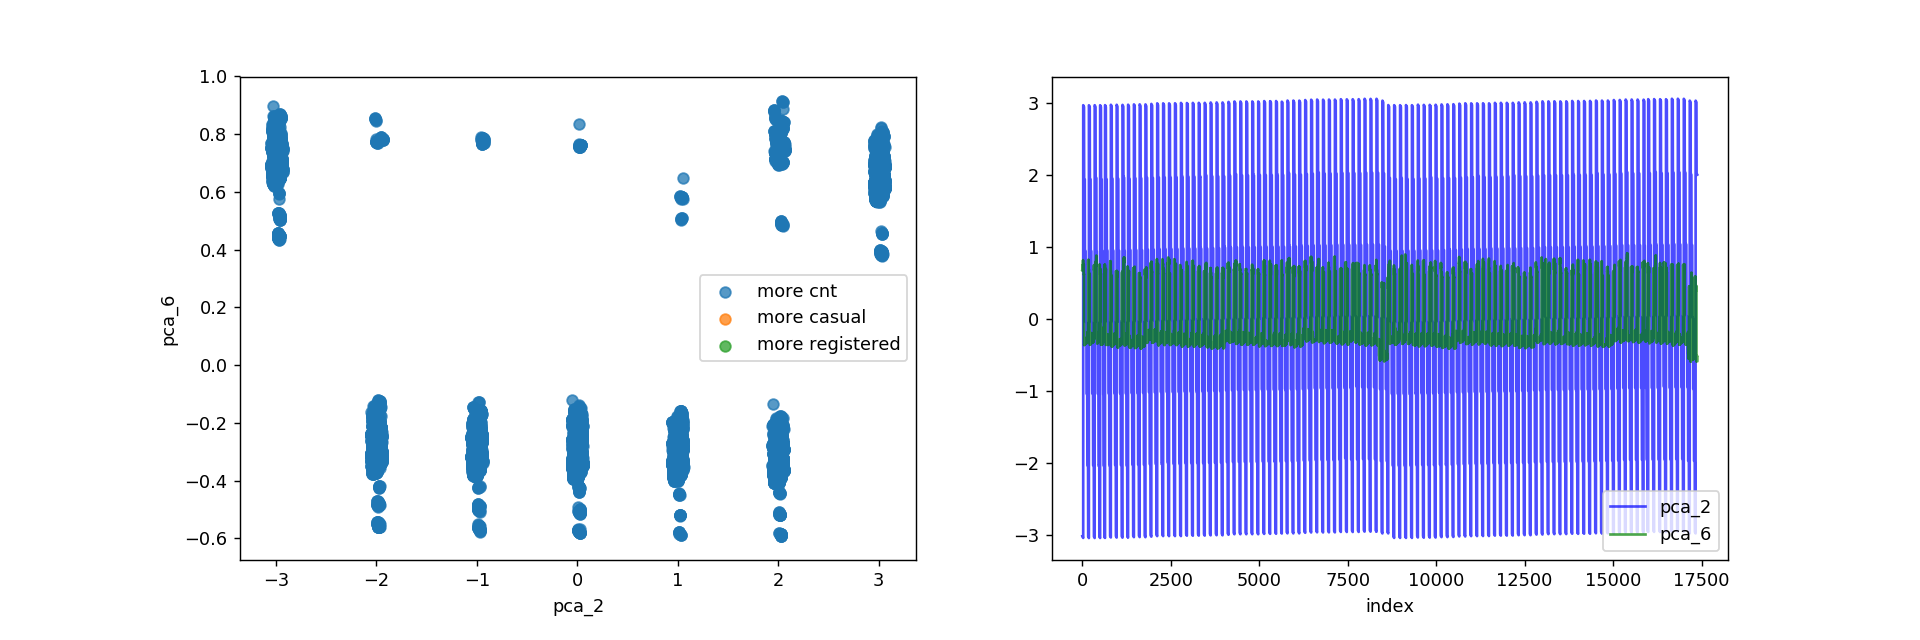 1.0
0.8
0.6
0.4
0.2
0.0
−0.2
−0.4
−0.6
pca_6
−3 −2 −1 0 1 2 3
pca_2
more cnt
more casual
more registered
3
2
1
0
−1
−2
−3
0 2500 5000 7500 10000 12500 15000 17500
index
pca_2
pca_6